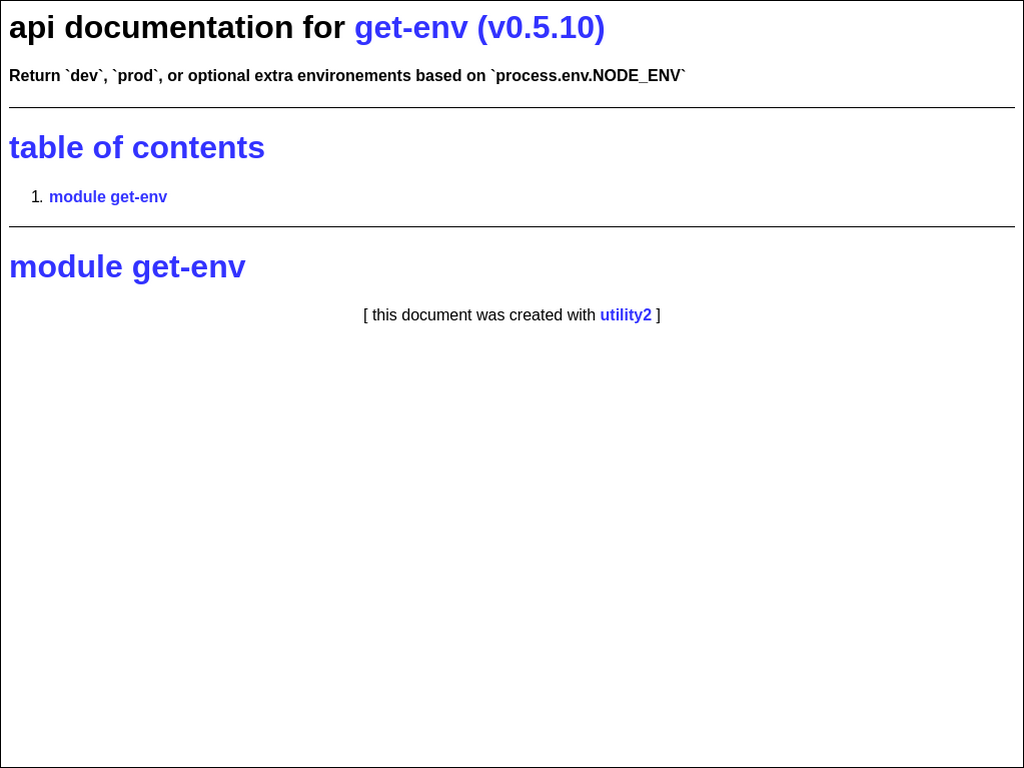 api documentation for get-env (v0.5.10)
Return `dev`, `prod`, or optional extra environements based on `process.env.NODE_ENV`
table of contents
1. module get-env
module get-env
[ this document was created with utility2 ]